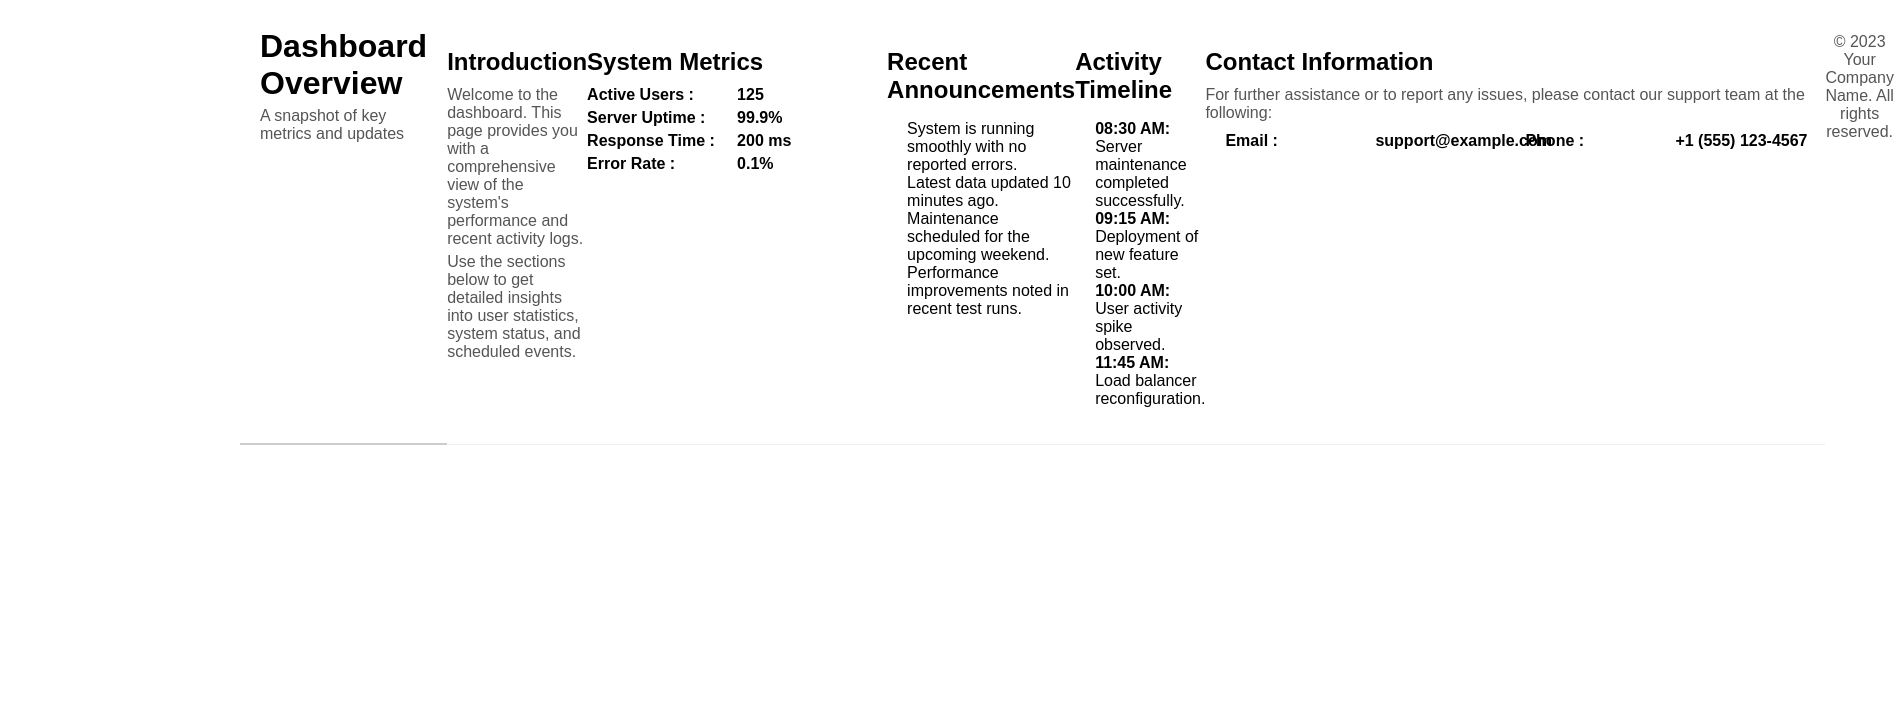 Dashboard
Overview
A snapshot of key
metrics and updates
Introduction
Welcome to the
dashboard. This
page provides you
with a
comprehensive
view of the
system's
performance and
recent activity logs.
Use the sections
below to get
detailed insights
into user statistics,
system status, and
scheduled events.
System Metrics
Active Users : 125
Server Uptime : 99.9%
Response Time : 200 ms
Error Rate : 0.1%
Recent
Announcements
System is running
smoothly with no
reported errors.
Latest data updated 10
minutes ago.
Maintenance
scheduled for the
upcoming weekend.
Performance
improvements noted in
recent test runs.
Activity
Timeline
08:30 AM:
Server
maintenance
completed
successfully.
09:15 AM:
Deployment of
new feature
set.
10:00 AM:
User activity
spike
observed.
11:45 AM:
Load balancer
reconfiguration.
Contact Information
For further assistance or to report any issues, please contact our support team at the
following:
Email : support@example.com Phone : +1 (555) 123-4567
© 2023
Your
Company
Name. All
rights
reserved.